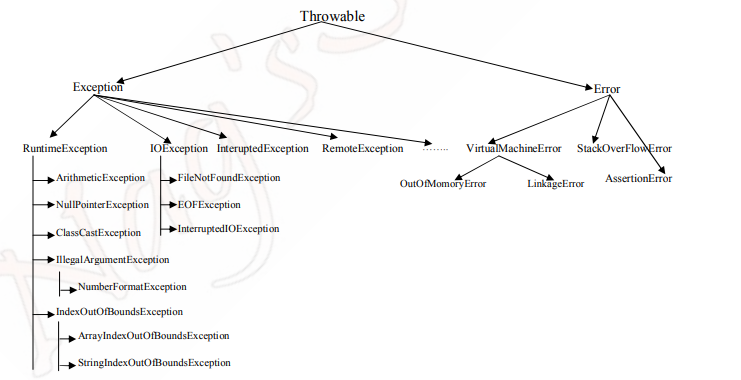 Throwable
Exception
Error
RuntimeException IOException InteruptedException RemoteException ........ VirtualMachineError StackOverFlowError
ArithmeticException FileNotFoundException OutOfMomoryError LinkageError AssertionError
NullPointerException EOFException
ClassCastException InterruptedIOException
IllegalArgumentException
NumberFormatException
IndexOutOfBoundsException
ArrayIndexOutOfBoundsException
StringIndexOutOfBoundsException